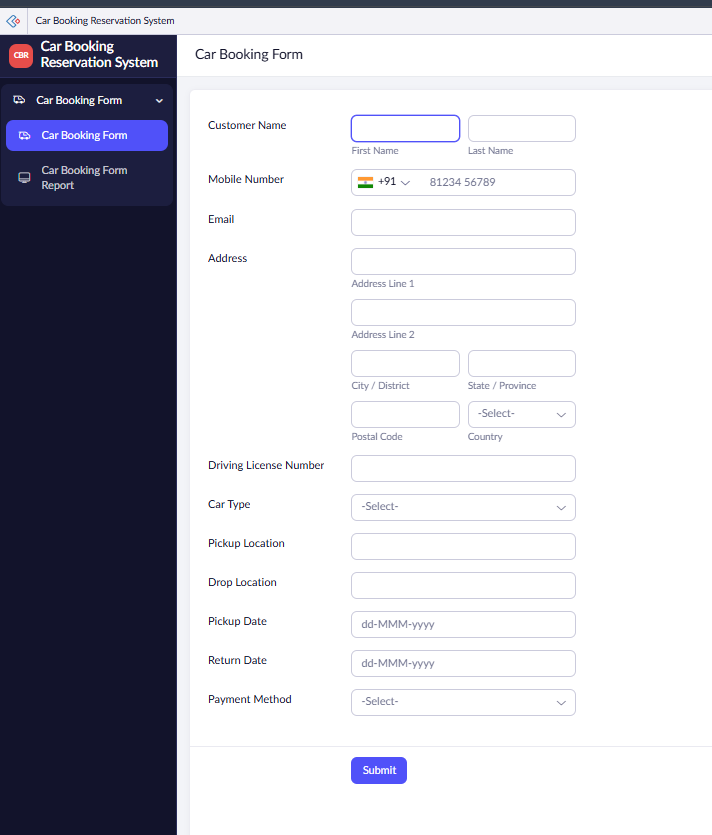 Car Booking Reservation System
CBR
Car Booking
Reservation System
Car Booking Form
Car Booking Form
Car Booking Form
Report
Car Booking Form
Customer Name
First Name Last Name
Mobile Number +91 81234 56789
Email
Address
Address Line 1
Address Line 2
City / District State / Province
-Select-
Postal Code Country
Driving License Number
Car Type -Select-
Pickup Location
Drop Location
Pickup Date dd-MMM-yyyy
Return Date dd-MMM-yyyy
Payment Method -Select-
Submit